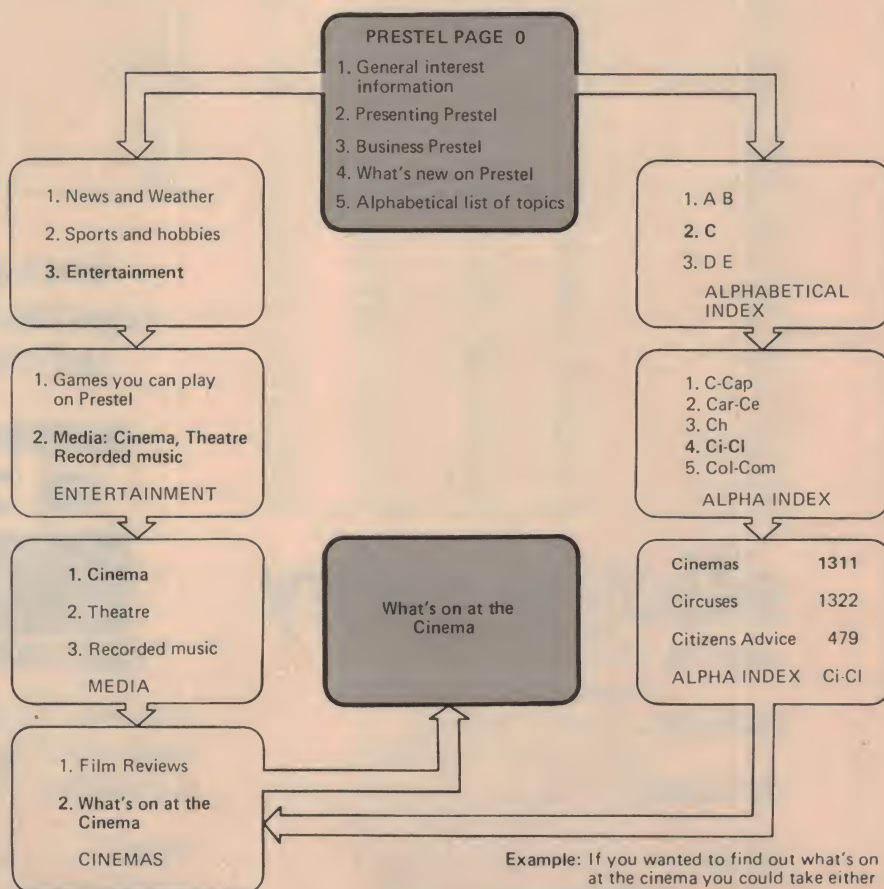 PRESTEL PAGE 0
1. General interest
information
2. Presenting Prestel
3. Business Prestel
4. What's new on Prestel
5. Alphabetical list of topics
1. News and Weather
2. Sports and hobbies
3. Entertainment
1. Games you can play
on Prestel
2. Media: Cinema, Theatre
Recorded music
ENTERTAINMENT
1. Cinema
2. Theatre
3. Recorded music
MEDIA
1. Film Reviews
2. What's on at the
Cinema
CINEMAS
What's on at the
Cinema
1. A B
2. C
3. D E
ALPHABETICAL
INDEX
1. C-Cap
2. Car-Ce
3. Ch
4. Ci-Cl
5. Col-Com
ALPHA INDEX
Cinemas 1311
Circuses 1322
Citizens Advice 479
ALPHA INDEX Ci-Cl
Example: If you wanted to find out what's on
at the cinema you could take either